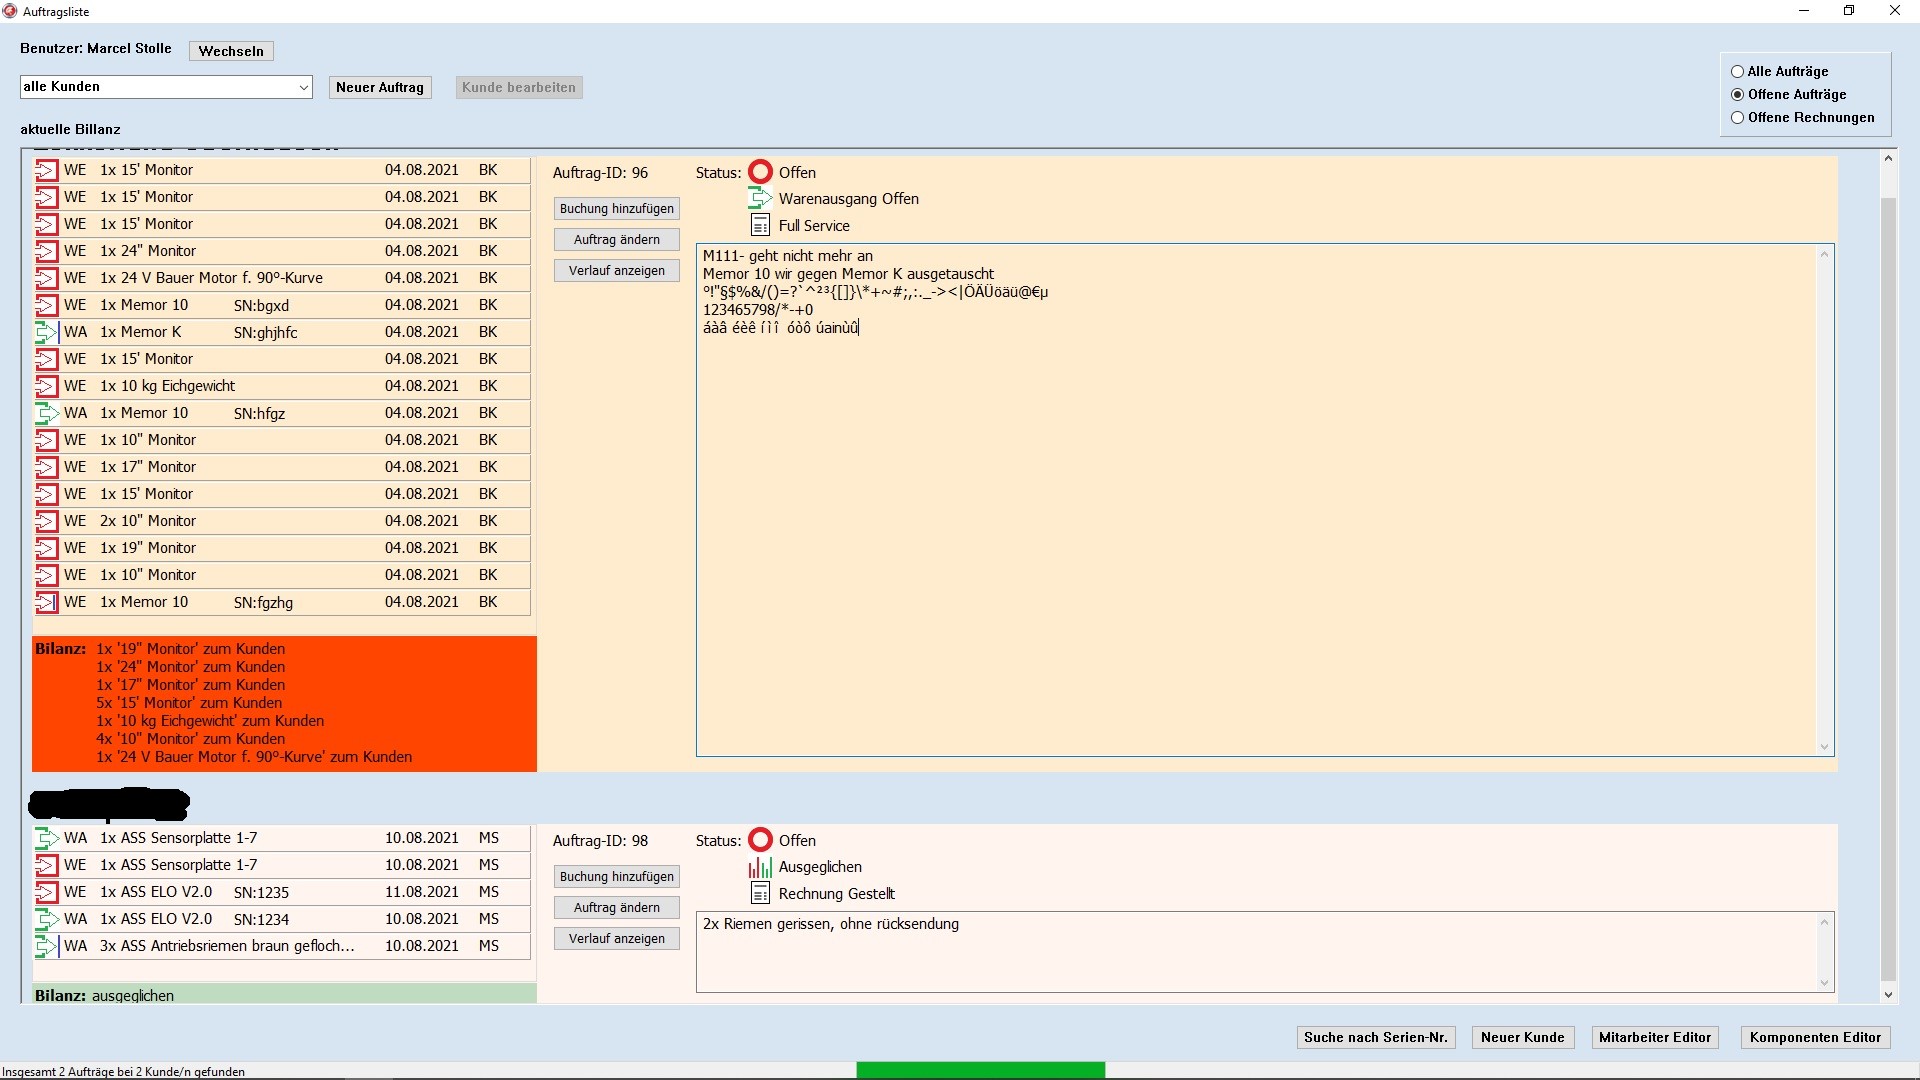 Auftragsliste
Benutzer: Marcel Stolle
Wechseln
alle Kunden
Neuer Auftrag
Kunde bearbeiten
Alle Aufträge
Offene Aufträge
Offene Rechnungen
aktuelle Billanz
WE 1x 15' Monitor 04.08.2021 BK
WE 1x 15' Monitor 04.08.2021 BK
WE 1x 15' Monitor 04.08.2021 BK
WE 1x 24" Monitor 04.08.2021 BK
WE 1x 24 V Bauer Motor f. 90º-Kurve 04.08.2021 BK
WE 1x Memor 10 SN:bgxd 04.08.2021 BK
WA 1x Memor K SN:ghjhfc 04.08.2021 BK
WE 1x 15' Monitor 04.08.2021 BK
WE 1x 10 kg Eichgewicht 04.08.2021 BK
WA 1x Memor 10 SN:hfgz 04.08.2021 BK
WE 1x 10" Monitor 04.08.2021 BK
WE 1x 17" Monitor 04.08.2021 BK
WE 1x 15' Monitor 04.08.2021 BK
WE 2x 10" Monitor 04.08.2021 BK
WE 1x 19" Monitor 04.08.2021 BK
WE 1x 10" Monitor 04.08.2021 BK
WE 1x Memor 10 SN:fgzhg 04.08.2021 BK
Bilanz: 1x '19" Monitor' zum Kunden
1x '24" Monitor' zum Kunden
1x '17" Monitor' zum Kunden
5x '15' Monitor' zum Kunden
1x '10 kg Eichgewicht' zum Kunden
4x '10" Monitor' zum Kunden
1x '24 V Bauer Motor f. 90º-Kurve' zum Kunden
Auftrag-ID: 96
Buchung hinzufügen
Auftrag ändern
Verlauf anzeigen
Status: Offen
Warenausgang Offen
Full Service
M111- geht nicht mehr an
Memor 10 wir gegen Memor K ausgetauscht
°!"§$%&/()=?`^²³{[]}\*+~#;,:._-><|ÖÄÜöäü@€µ
123465798/*-+0
áàâ éèê íìî óòô úainùû
WA 1x ASS Sensorplatte 1-7 10.08.2021 MS
WE 1x ASS Sensorplatte 1-7 10.08.2021 MS
WE 1x ASS ELO V2.0 SN:1235 11.08.2021 MS
WA 1x ASS ELO V2.0 SN:1234 10.08.2021 MS
WA 3x ASS Antriebsriemen braun gefloch... 10.08.2021 MS
Bilanz: ausgeglichen
Auftrag-ID: 98
Buchung hinzufügen
Auftrag ändern
Verlauf anzeigen
Status: Offen
Ausgeglichen
Rechnung Gestellt
2x Riemen gerissen, ohne rücksendung
Suche nach Serien-Nr.
Neuer Kunde
Mitarbeiter Editor
Komponenten Editor
Insgesamt 2 Aufträge bei 2 Kunde/n gefunden